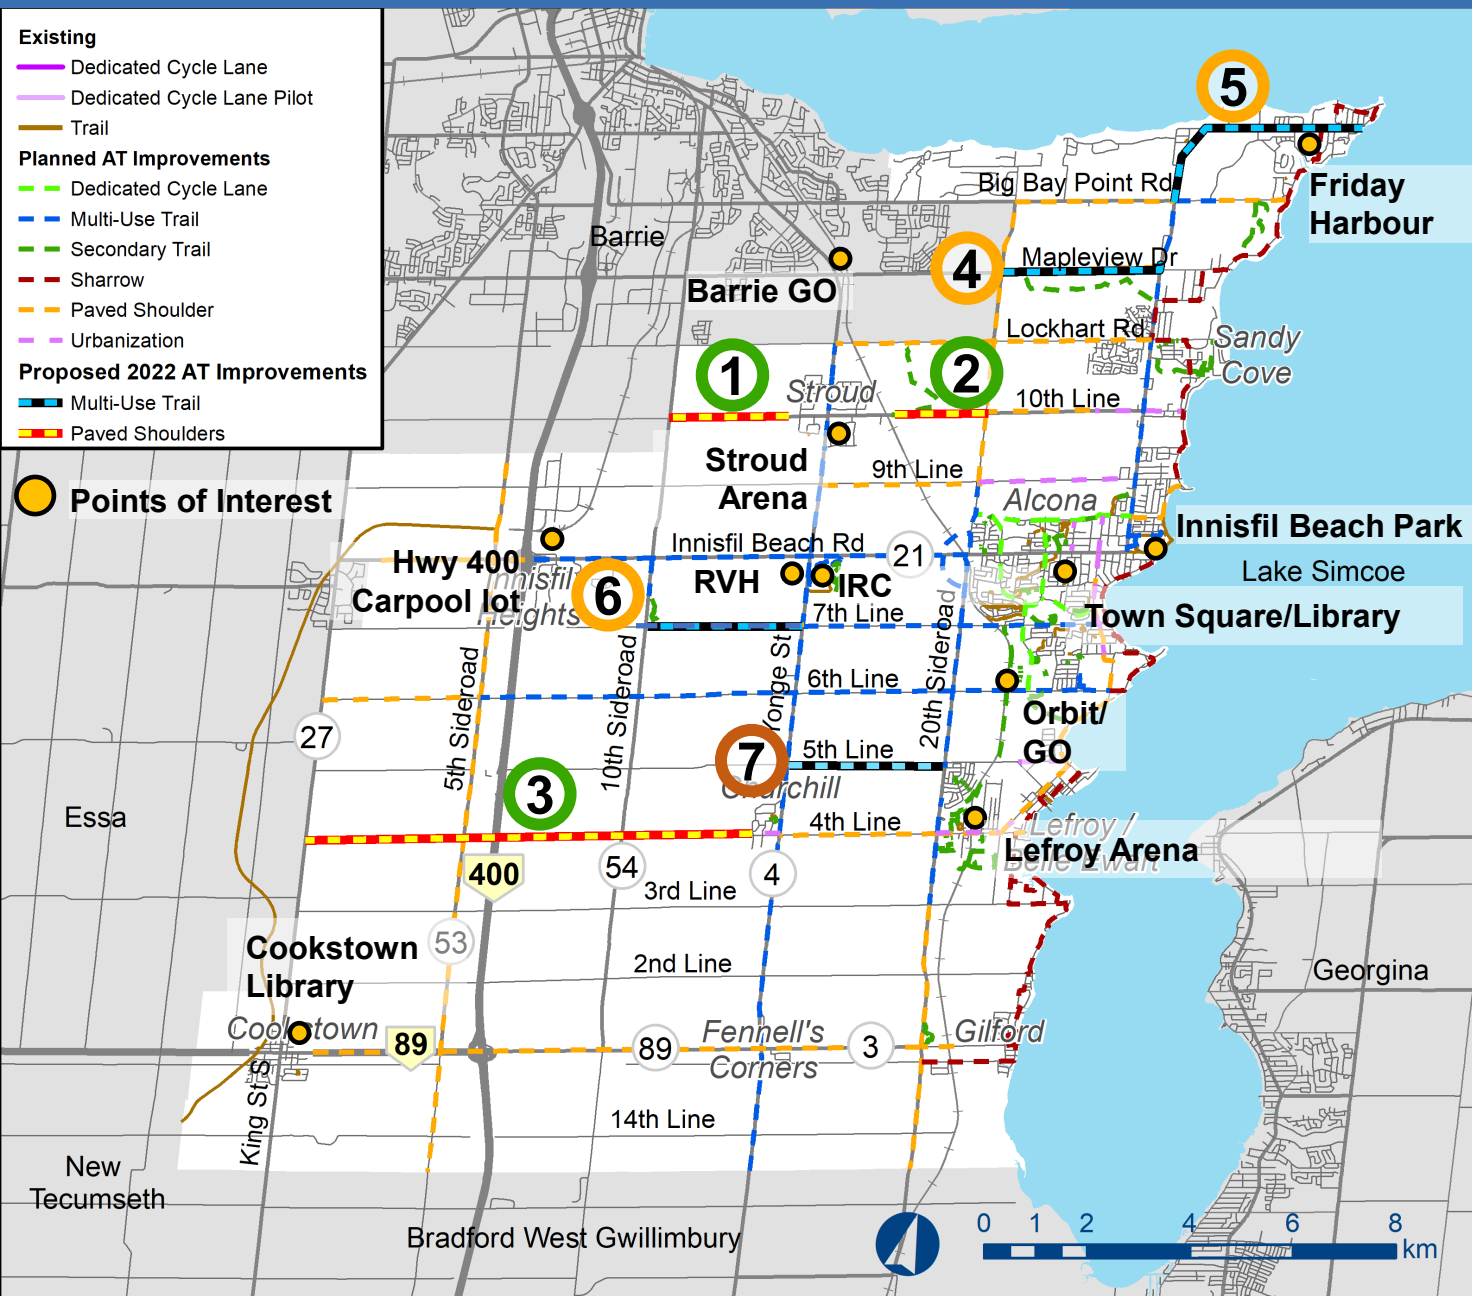 Existing
Dedicated Cycle Lane
Dedicated Cycle Lane Pilot
Trail
Planned AT Improvements
Dedicated Cycle Lane
Multi-Use Trail
Secondary Trail
Sharrow
Paved Shoulder
Urbanization
Proposed 2022 AT Improvements
Multi-Use Trail
Paved Shoulders
Points of Interest
5
Big Bay Point Rd
Friday
Harbour
Barrie
4
Mapleview Dr
Barrie GO
Lockhart Rd
Sandy
Cove
1
2
Stroud
10th Line
Stroud
Arena
9th Line
Alcona
Innisfil Beach Park
Innisfil Beach Rd
21
Hwy 400
Carpool lot
Innisfil
Heights
6
RVH
IRC
Lake Simcoe
7th Line
Town Square/Library
5th Sideroad
10th Sideroad
Yonge St
20th Sideroad
6th Line
27
Orbit/
GO
7
5th Line
Churchill
3
Essa
4th Line
Lefroy /
Belle Ewart
Lefroy Arena
400
54
4
3rd Line
53
Cookstown
Library
2nd Line
Georgina
Cookstown
89
89
Fennell's
Corners
3
Gilford
King St S
14th Line
New
Tecumseth
Bradford West Gwillimbury
0 1 2 4 6 8
km